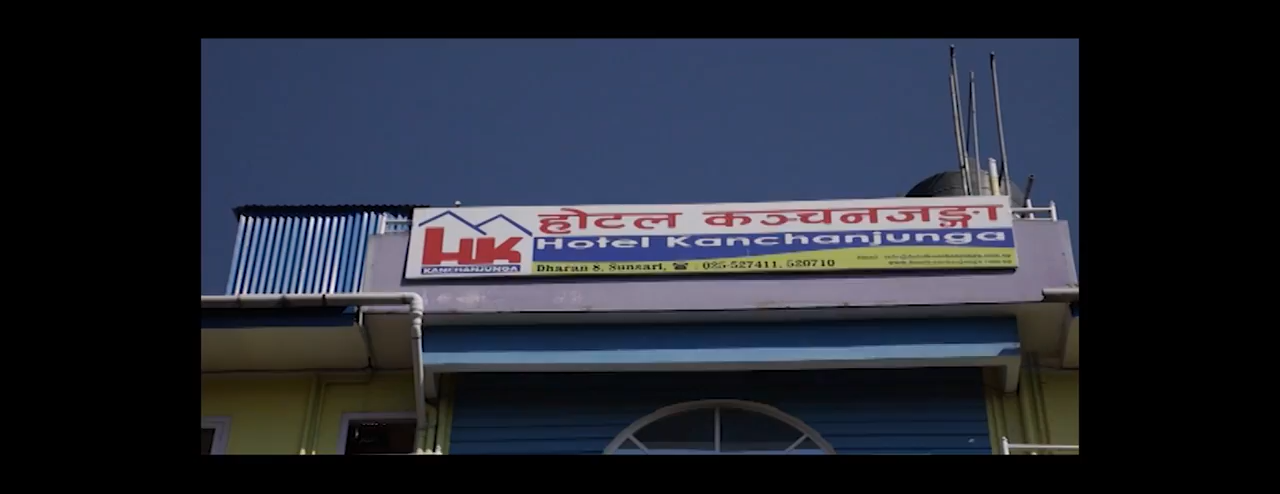 होटल कञ्चनजङ्घा
Hotel Kanchanjunga
HK
KANCHANJUNGA
Dharan 8, Sunsari, ☎ : 025-527411, 520710